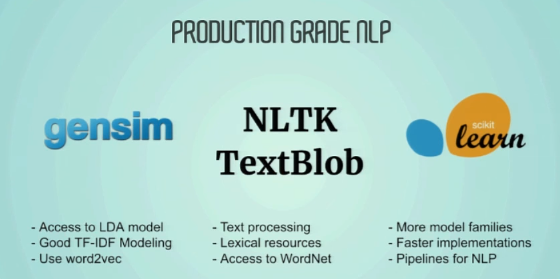 PRODUCTION GRADE NLP
gensim
NLTK
TextBlob
scikit
learn
- Access to LDA model
- Good TF-IDF Modeling
- Use word2vec
- Text processing
- Lexical resources
- Access to WordNet
- More model families
- Faster implementations
- Pipelines for NLP